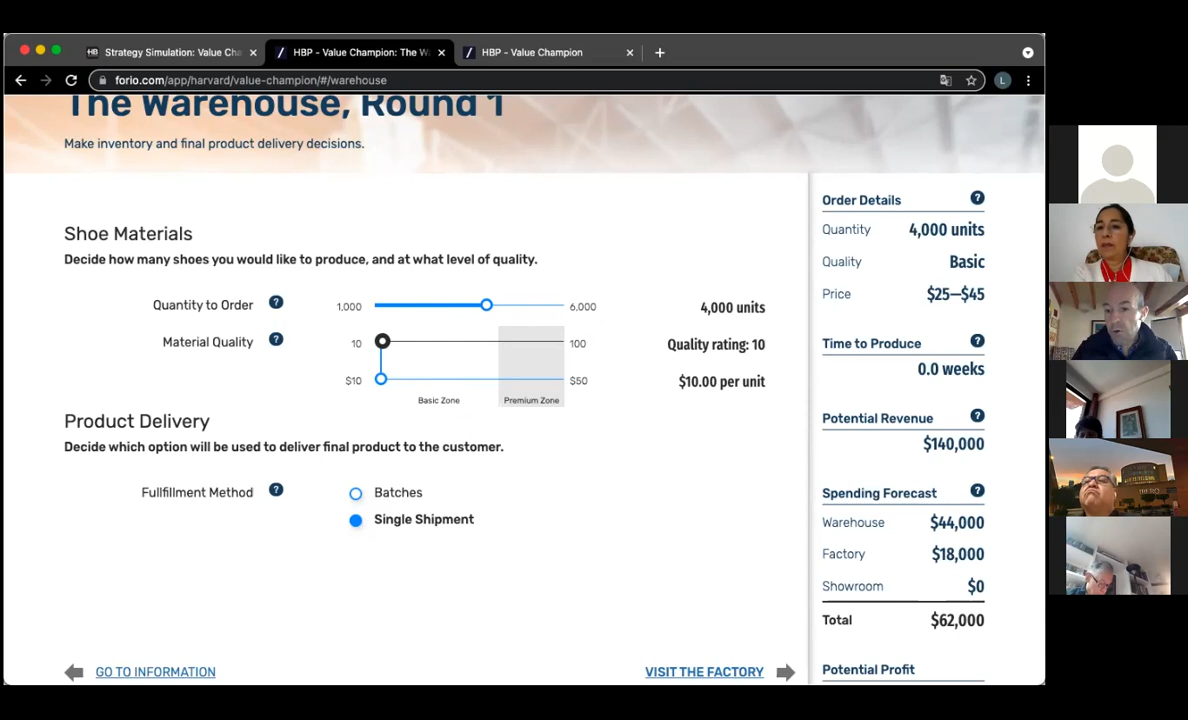 Strategy Simulation: Value Cha
HBP - Value Champion: The W
HBP - Value Champion
forio.com/app/harvard/value-champion/#/warehouse
L
The Warehouse, Round 1
Make inventory and final product delivery decisions.
Shoe Materials
Decide how many shoes you would like to produce, and at what level of quality.
Quantity to Order ? 1,000 6,000 4,000 units
Material Quality ? 10 100 Quality rating: 10
$10 $50 $10.00 per unit
Basic Zone Premium Zone
Product Delivery
Decide which option will be used to deliver final product to the customer.
Fullfillment Method ? Batches
Single Shipment
GO TO INFORMATION
VISIT THE FACTORY
Order Details ?
Quantity 4,000 units
Quality Basic
Price $25—$45
Time to Produce ?
0.0 weeks
Potential Revenue ?
$140,000
Spending Forecast ?
Warehouse $44,000
Factory $18,000
Showroom $0
Total $62,000
Potential Profit